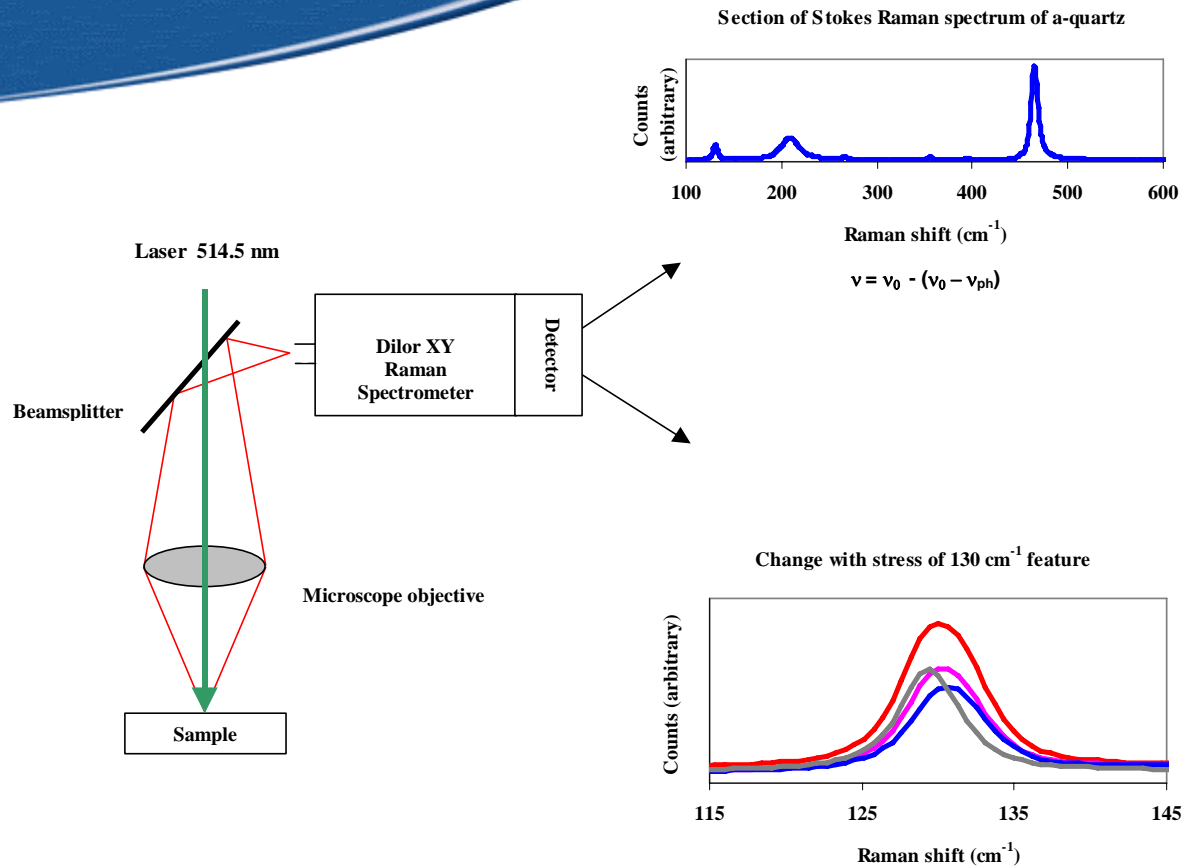 Section of Stokes Raman spectrum of a-quartz
Counts
(arbitrary)
100 200 300 400 500 600
Raman shift (cm⁻¹)
ν = ν₀ - (ν₀ – νₚₕ)
Laser 514.5 nm
Dilor XY
Raman
Spectrometer
Detector
Beamsplitter
Microscope objective
Sample
Change with stress of 130 cm⁻¹ feature
Counts (arbitrary)
115 125 135 145
Raman shift (cm⁻¹)